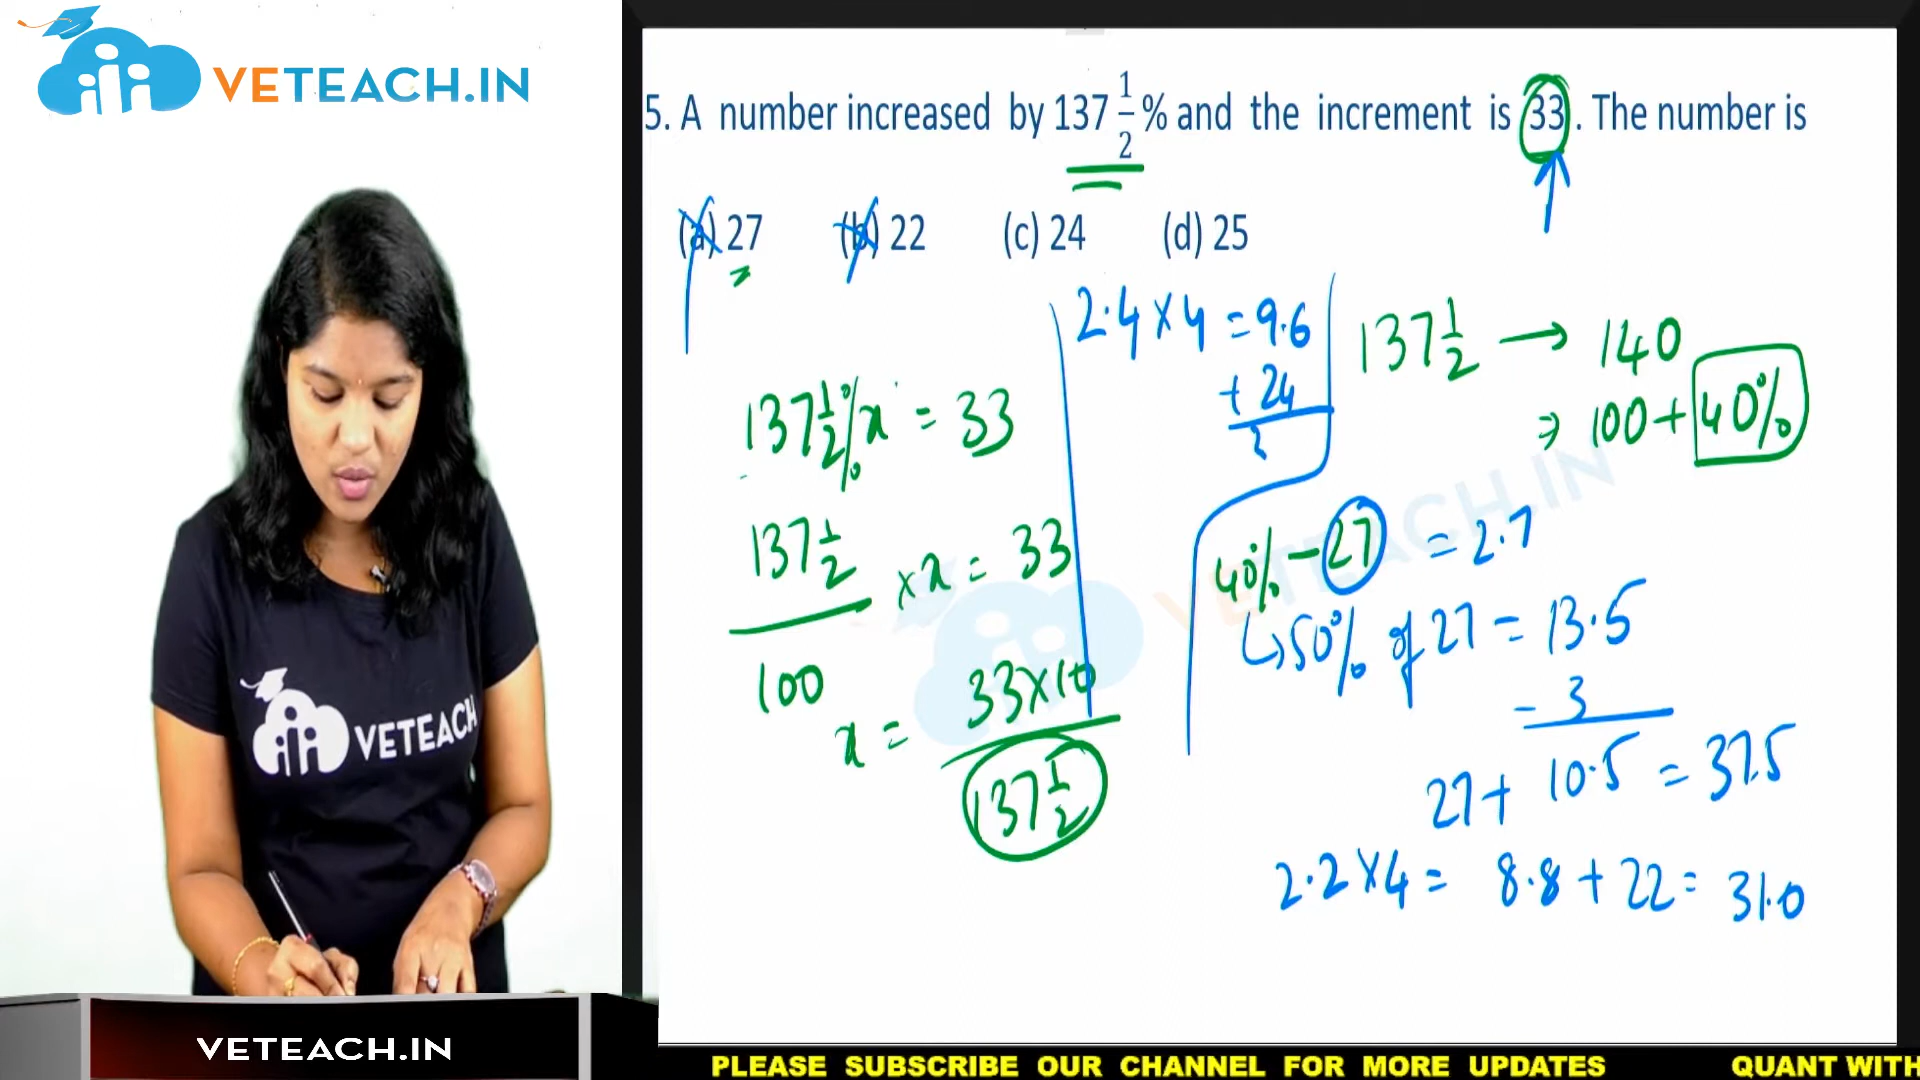 VETEACH.IN
5. A number increased by 137 1/2 % and the increment is 33 . The number is
(a) 27 (b) 22 (c) 24 (d) 25
2.4 × 4 = 9.6
+ 24
137 1/2 → 140
⇒ 100 + 40%
137 1/2 % x = 33
137 1/2 / 100 × x = 33
x = 33×10 / 137 1/2
40% – 27 = 2.7
↳ 50% of 27 = 13.5
- 3
27 + 10.5 = 37.5
2.2 × 4 = 8.8 + 22 = 31.0
VETEACH.IN
VETEACH
VETEACH.IN
PLEASE SUBSCRIBE OUR CHANNEL FOR MORE UPDATES QUANT WITH